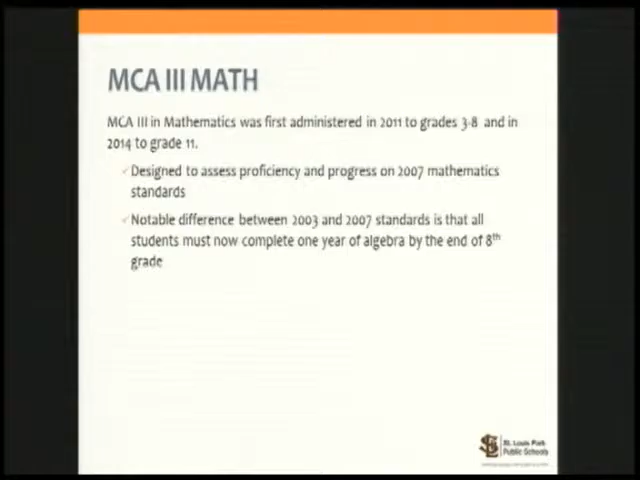 MCA III MATH
MCA III in Mathematics was first administered in 2011 to grades 3-8 and in
2014 to grade 11.
✓Designed to assess proficiency and progress on 2007 mathematics
standards
✓Notable difference between 2003 and 2007 standards is that all
students must now complete one year of algebra by the end of 8th
grade
St. Louis Park
Public Schools